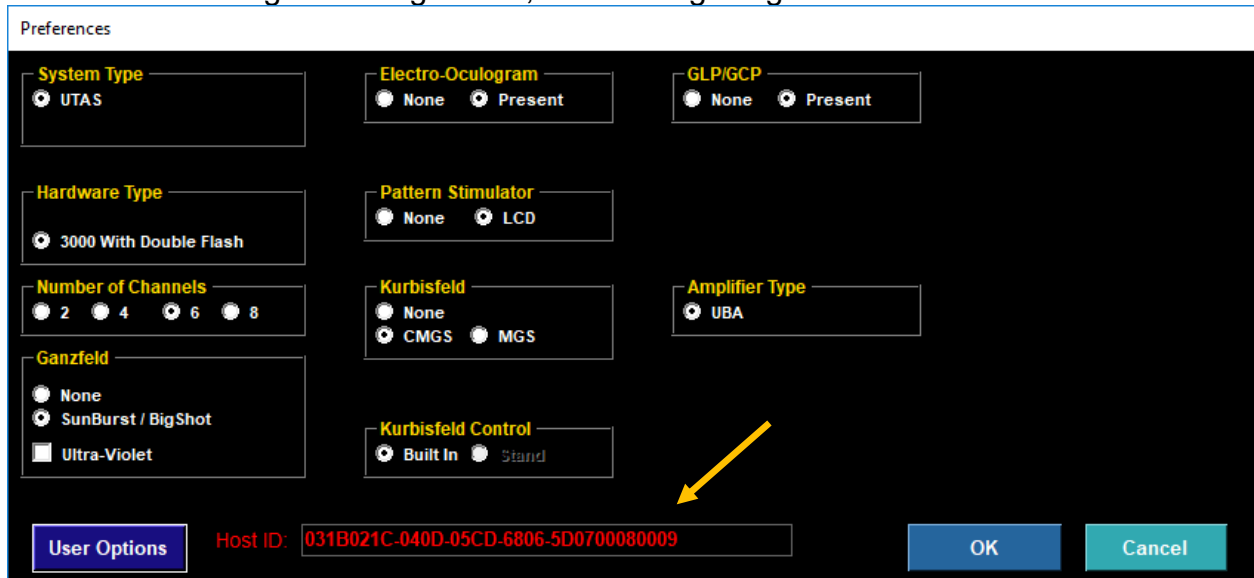 Preferences
System Type
UTAS
Electro-Oculogram
None Present
GLP/GCP
None Present
Hardware Type
3000 With Double Flash
Pattern Stimulator
None LCD
Number of Channels
2 4 6 8
Kurbisfeld
None
CMGS MGS
Amplifier Type
UBA
Ganzfeld
None
SunBurst / BigShot
Ultra-Violet
Kurbisfeld Control
Built In Stand
User Options
Host ID: 031B021C-040D-05CD-6806-5D0700080009
OK
Cancel